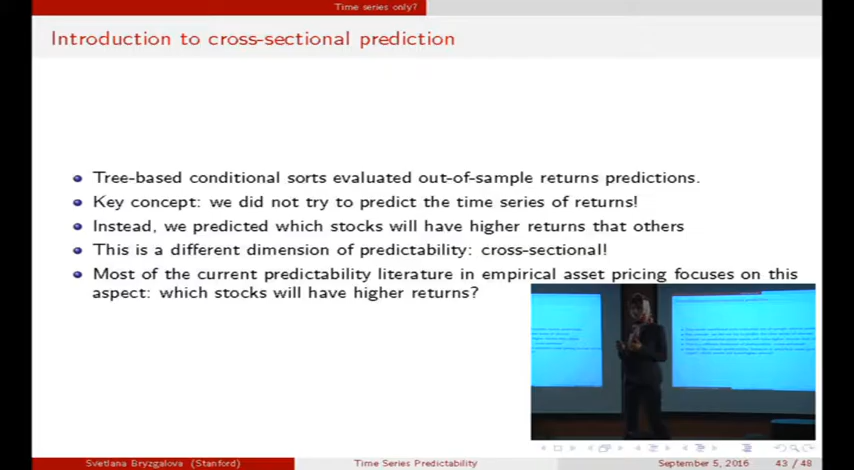 Time series only?
Introduction to cross-sectional prediction
Tree-based conditional sorts evaluated out-of-sample returns predictions.
Key concept: we did not try to predict the time series of returns!
Instead, we predicted which stocks will have higher returns that others
This is a different dimension of predictability: cross-sectional!
Most of the current predictability literature in empirical asset pricing focuses on this
aspect: which stocks will have higher returns?
Svetlana Bryzgalova (Stanford)
Time Series Predictability
September 5, 2016
43 / 48